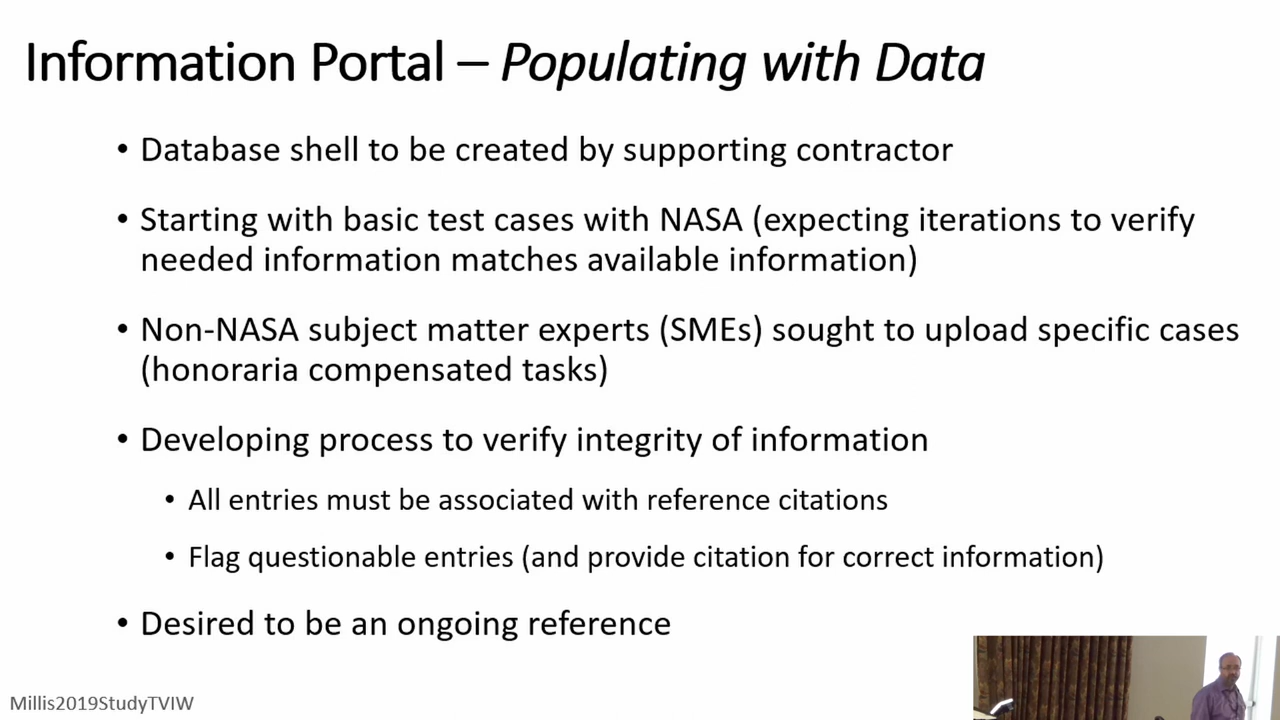 Information Portal – Populating with Data
• Database shell to be created by supporting contractor
• Starting with basic test cases with NASA (expecting iterations to verify
needed information matches available information)
• Non-NASA subject matter experts (SMEs) sought to upload specific cases
(honoraria compensated tasks)
• Developing process to verify integrity of information
• All entries must be associated with reference citations
• Flag questionable entries (and provide citation for correct information)
• Desired to be an ongoing reference
Millis2019StudyTVIW